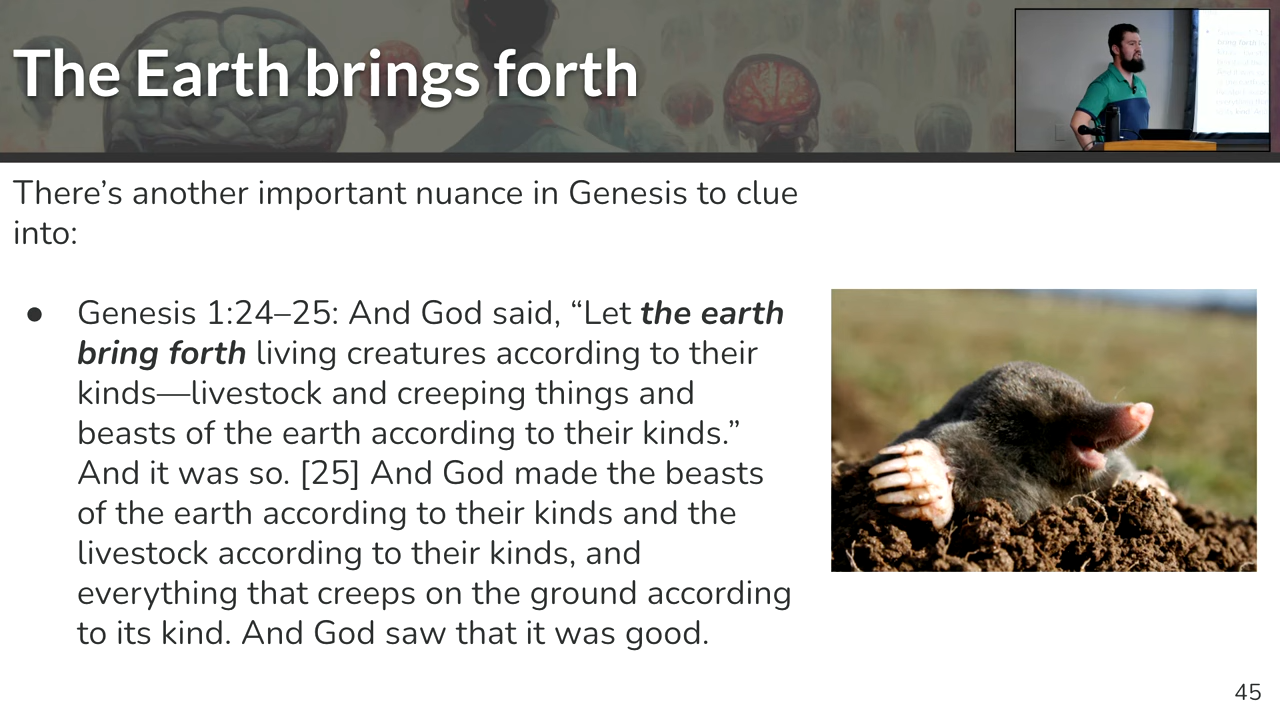 The Earth brings forth
There’s another important nuance in Genesis to clue
into:
● Genesis 1:24–25: And God said, “Let the earth
bring forth living creatures according to their
kinds—livestock and creeping things and
beasts of the earth according to their kinds.”
And it was so. [25] And God made the beasts
of the earth according to their kinds and the
livestock according to their kinds, and
everything that creeps on the ground according
to its kind. And God saw that it was good.
45